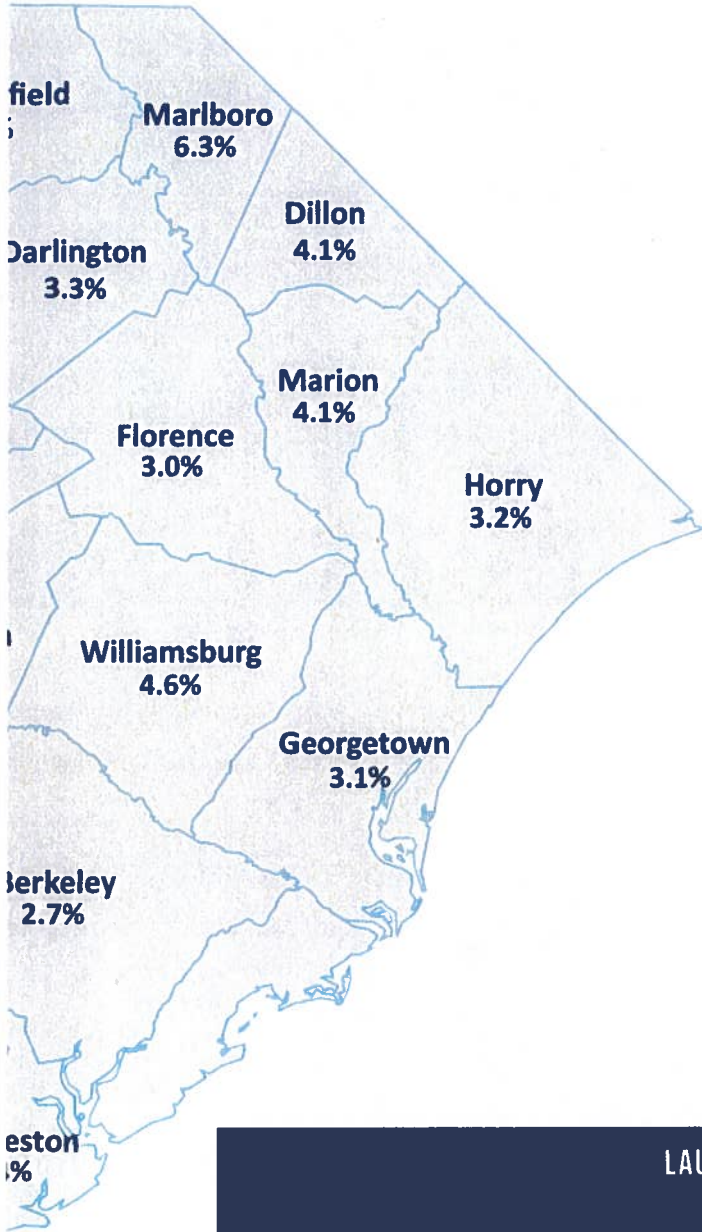 field
Marlboro
6.3%
Dillon
4.1%
Darlington
3.3%
Marion
4.1%
Florence
3.0%
Horry
3.2%
Williamsburg
4.6%
Georgetown
3.1%
Berkeley
2.7%
eston
4%
LAU